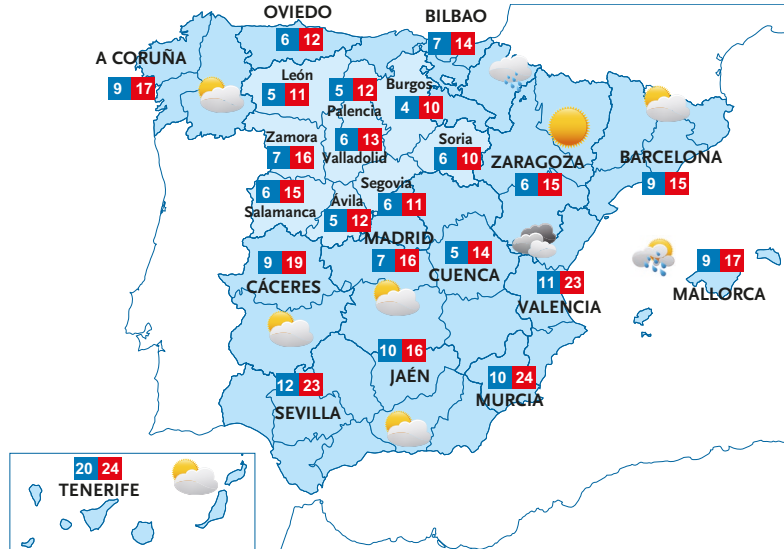 OVIEDO
6 12
BILBAO
7 14
A CORUÑA
9 17
León
5 11
5 12
Palencia
Burgos
4 10
Zamora
7 16
6 13
Valladolid
Soria
6 10
ZARAGOZA
6 15
BARCELONA
9 15
6 15
Salamanca
Ávila
5 12
Segovia
6 11
MADRID
7 16
5 14
CUENCA
9 19
CÁCERES
11 23
VALENCIA
9 17
MALLORCA
10 16
JAÉN
10 24
MURCIA
12 23
SEVILLA
20 24
TENERIFE